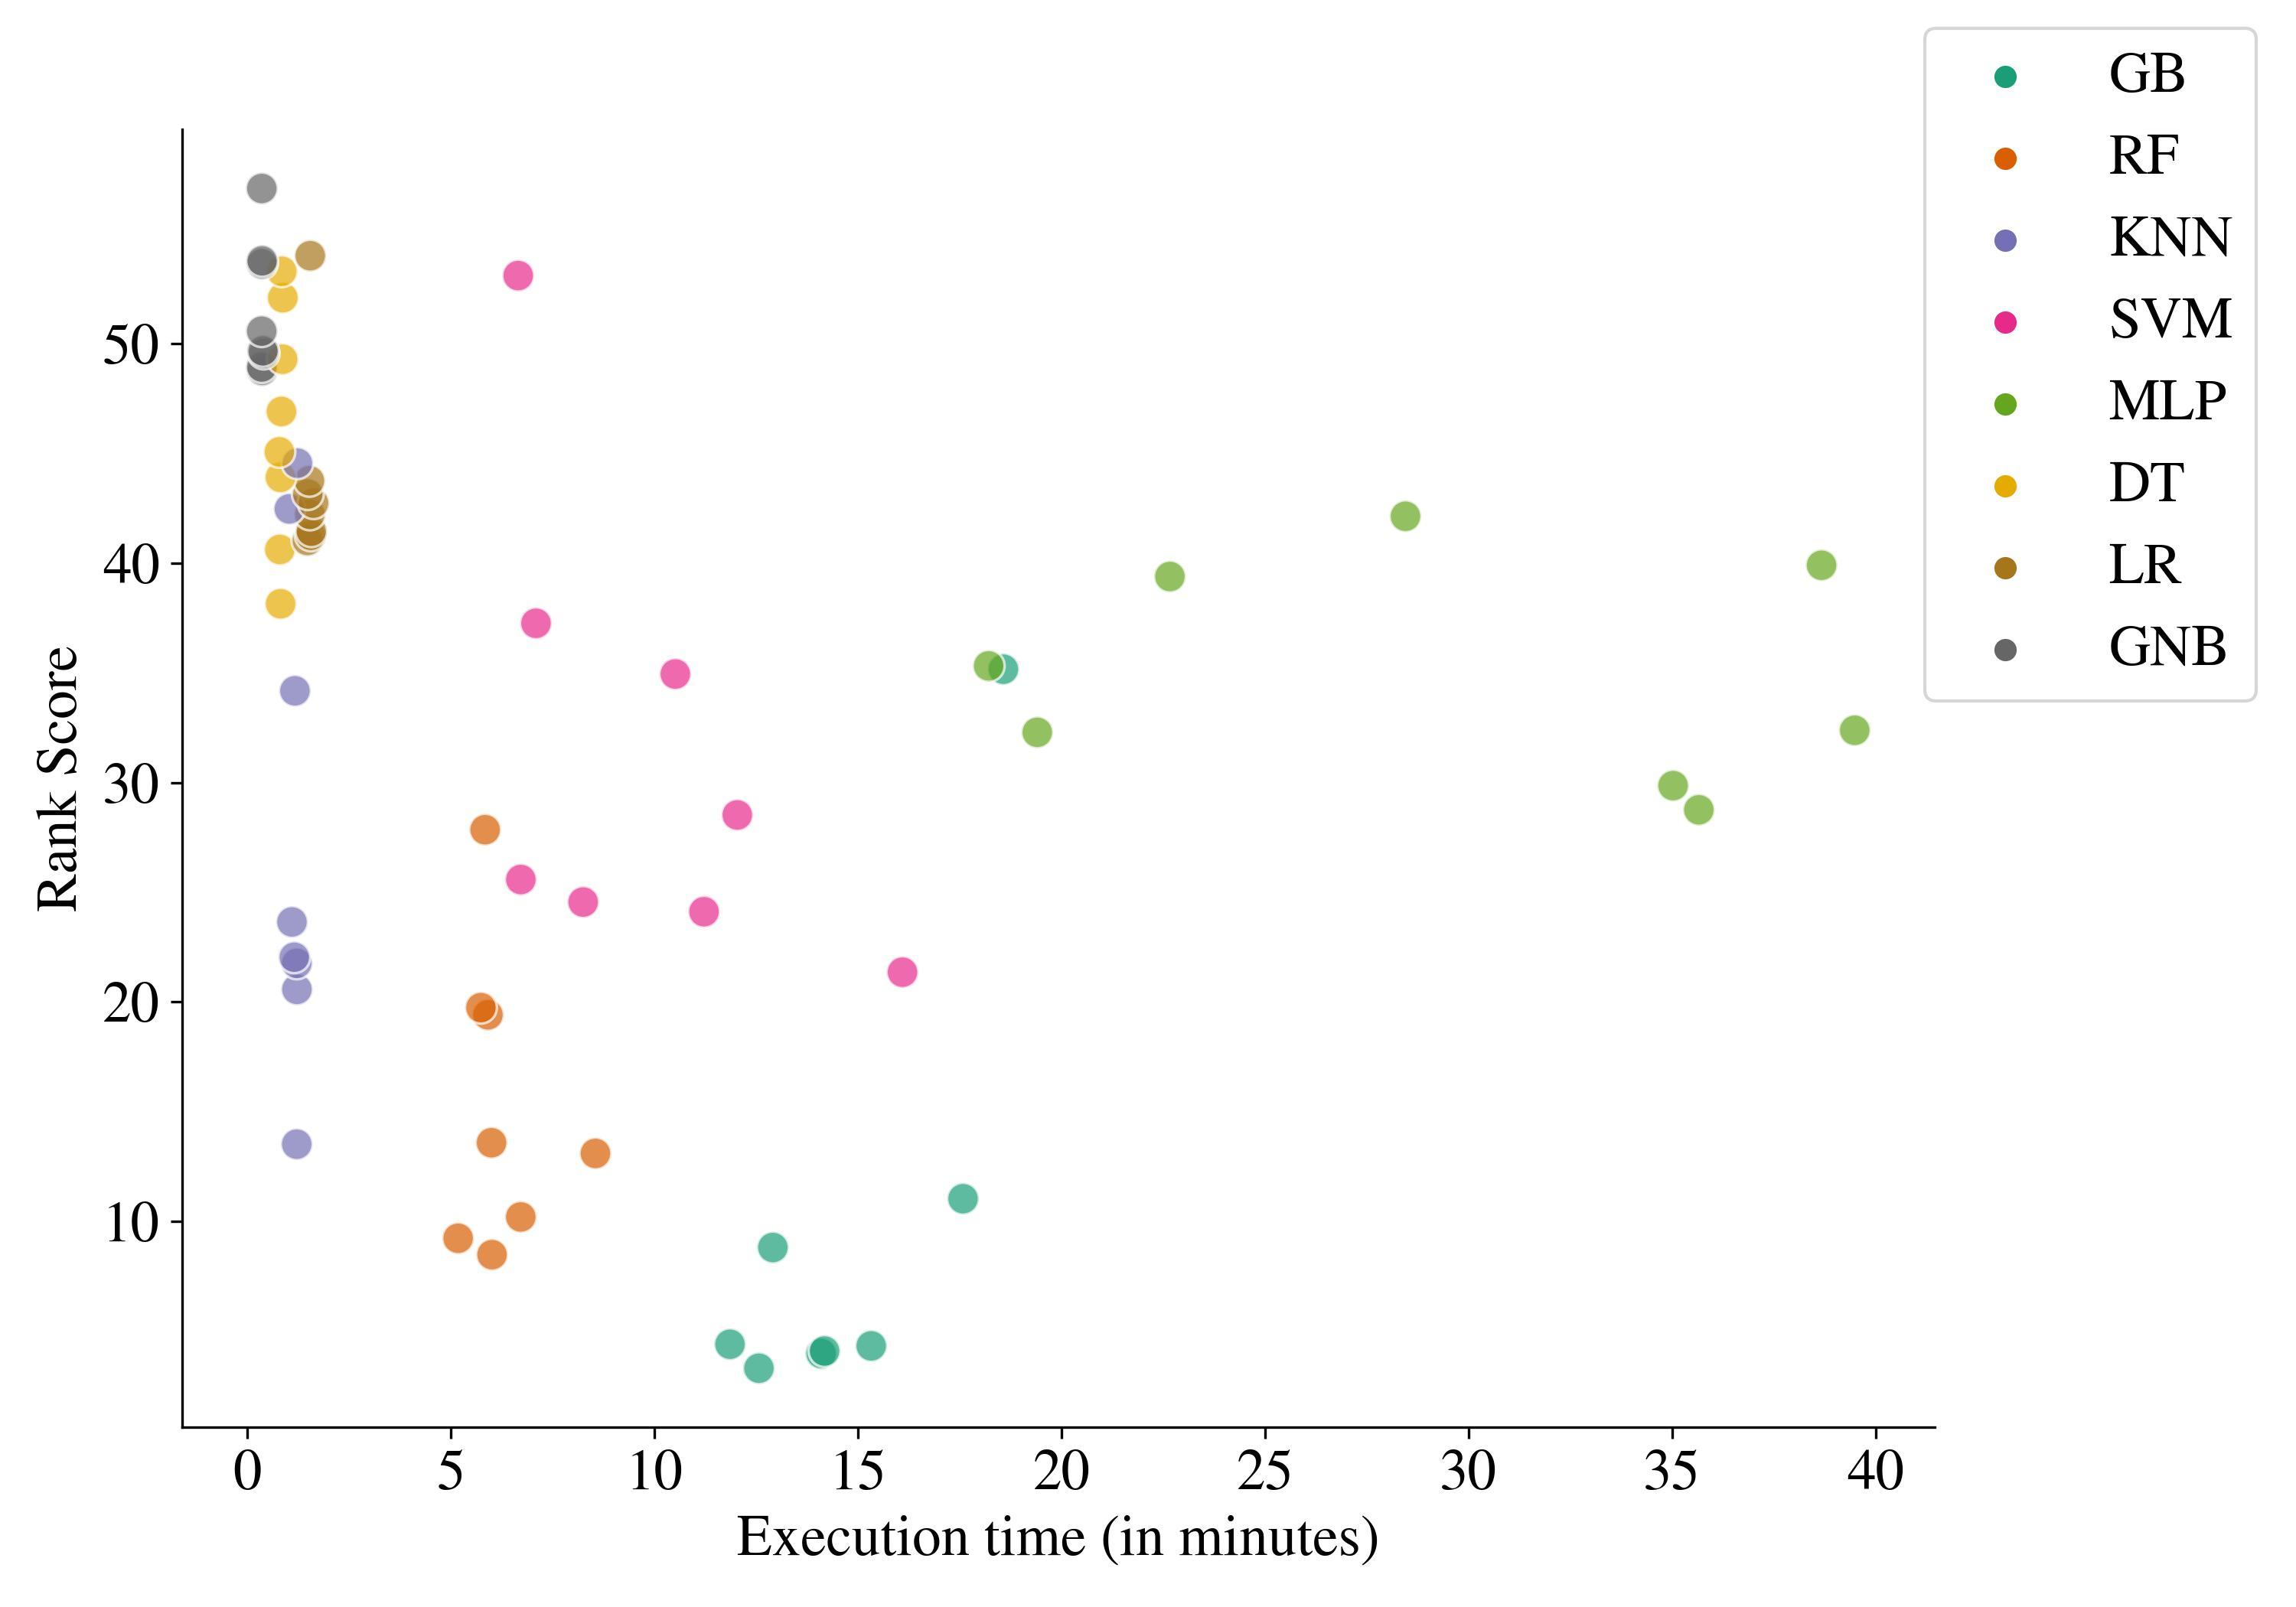 GB
RF
KNN
SVM
MLP
DT
LR
GNB
Rank Score
50
40
30
20
10
0 5 10 15 20 25 30 35 40
Execution time (in minutes)